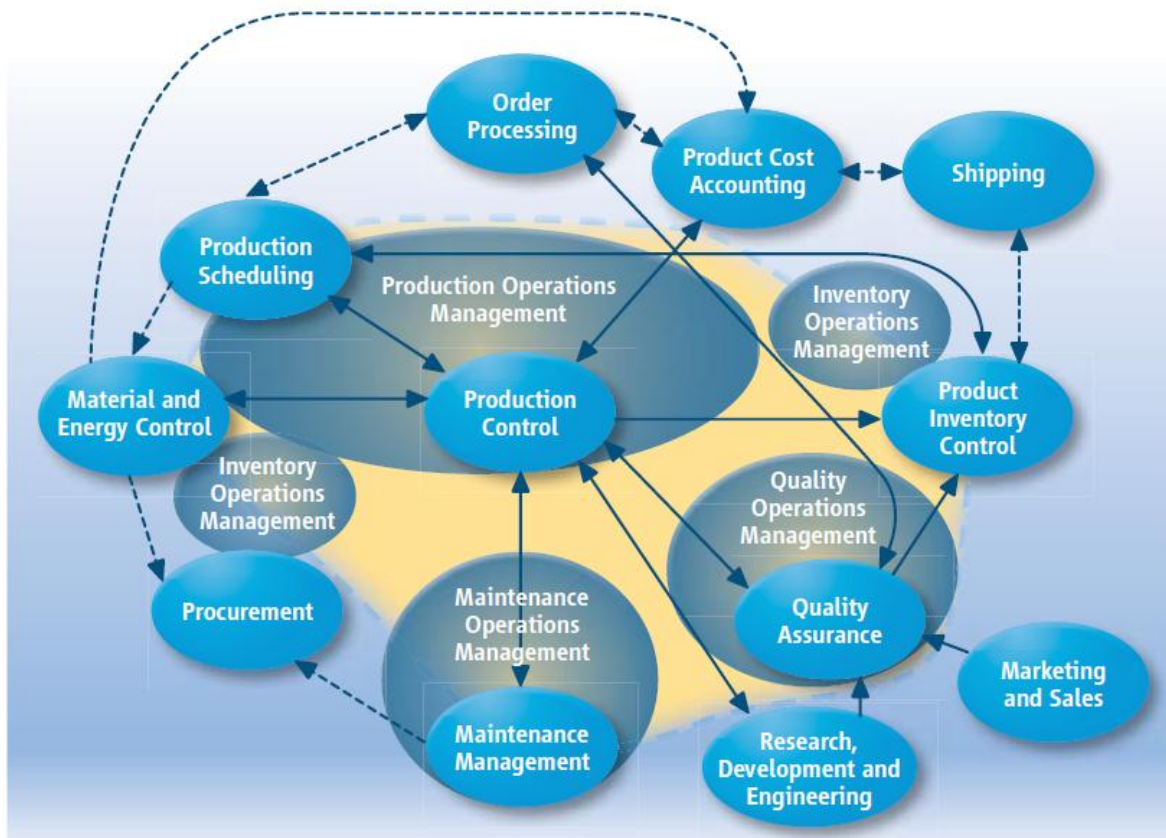 Order
Processing
Product Cost
Accounting
Shipping
Production
Scheduling
Production Operations
Management
Inventory
Operations
Management
Material and
Energy Control
Production
Control
Product
Inventory
Control
Inventory
Operations
Management
Quality
Operations
Management
Procurement
Maintenance
Operations
Management
Quality
Assurance
Marketing
and Sales
Maintenance
Management
Research,
Development and
Engineering